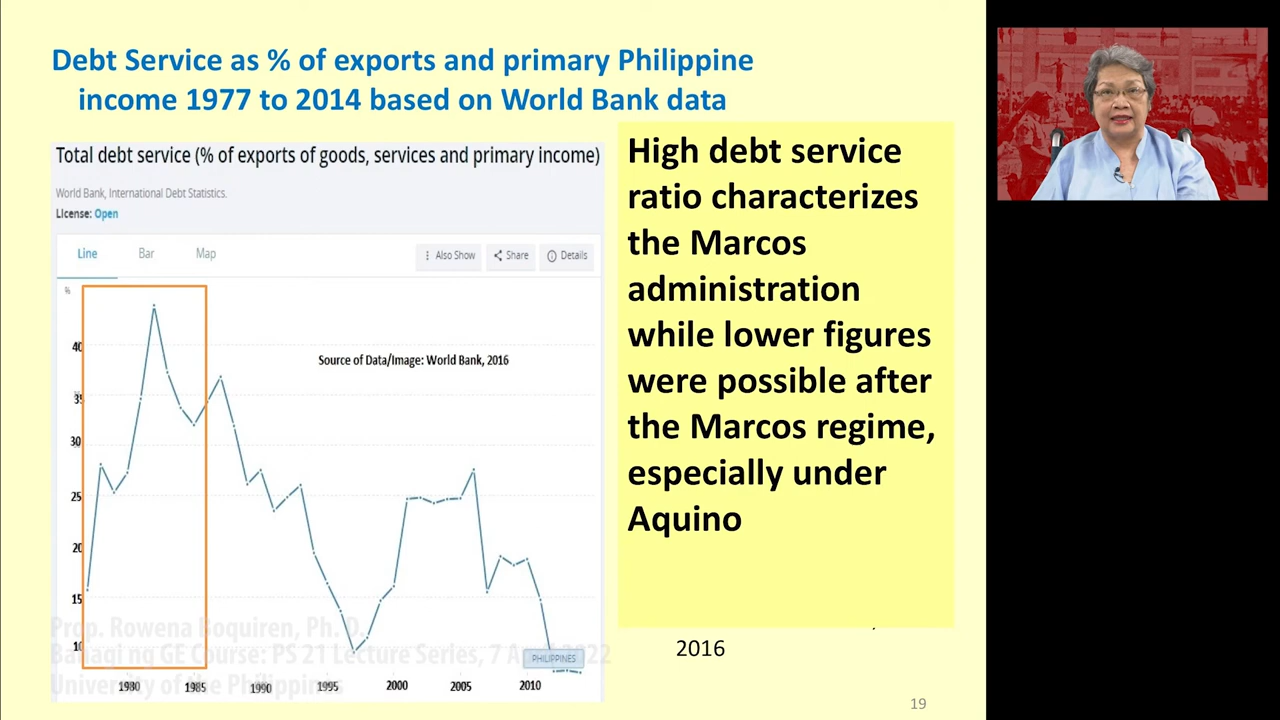 Debt Service as % of exports and primary Philippine
income 1977 to 2014 based on World Bank data
Total debt service (% of exports of goods, services and primary income)
World Bank, International Debt Statistics.
License: Open
Line Bar Map
Also Show Share Details
%
40
35
30
25
20
15
10
Source of Data/Image: World Bank, 2016
PHILIPPINES
1980 1985 1990 1995 2000 2005 2010
Prop. Rowena Boquiren, Ph. D.
Bahagi ng GE Course: PS 21 Lecture Series, 7 April 2022
University of the Philippines
High debt service
ratio characterizes
the Marcos
administration
while lower figures
were possible after
the Marcos regime,
especially under
Aquino
2016
19